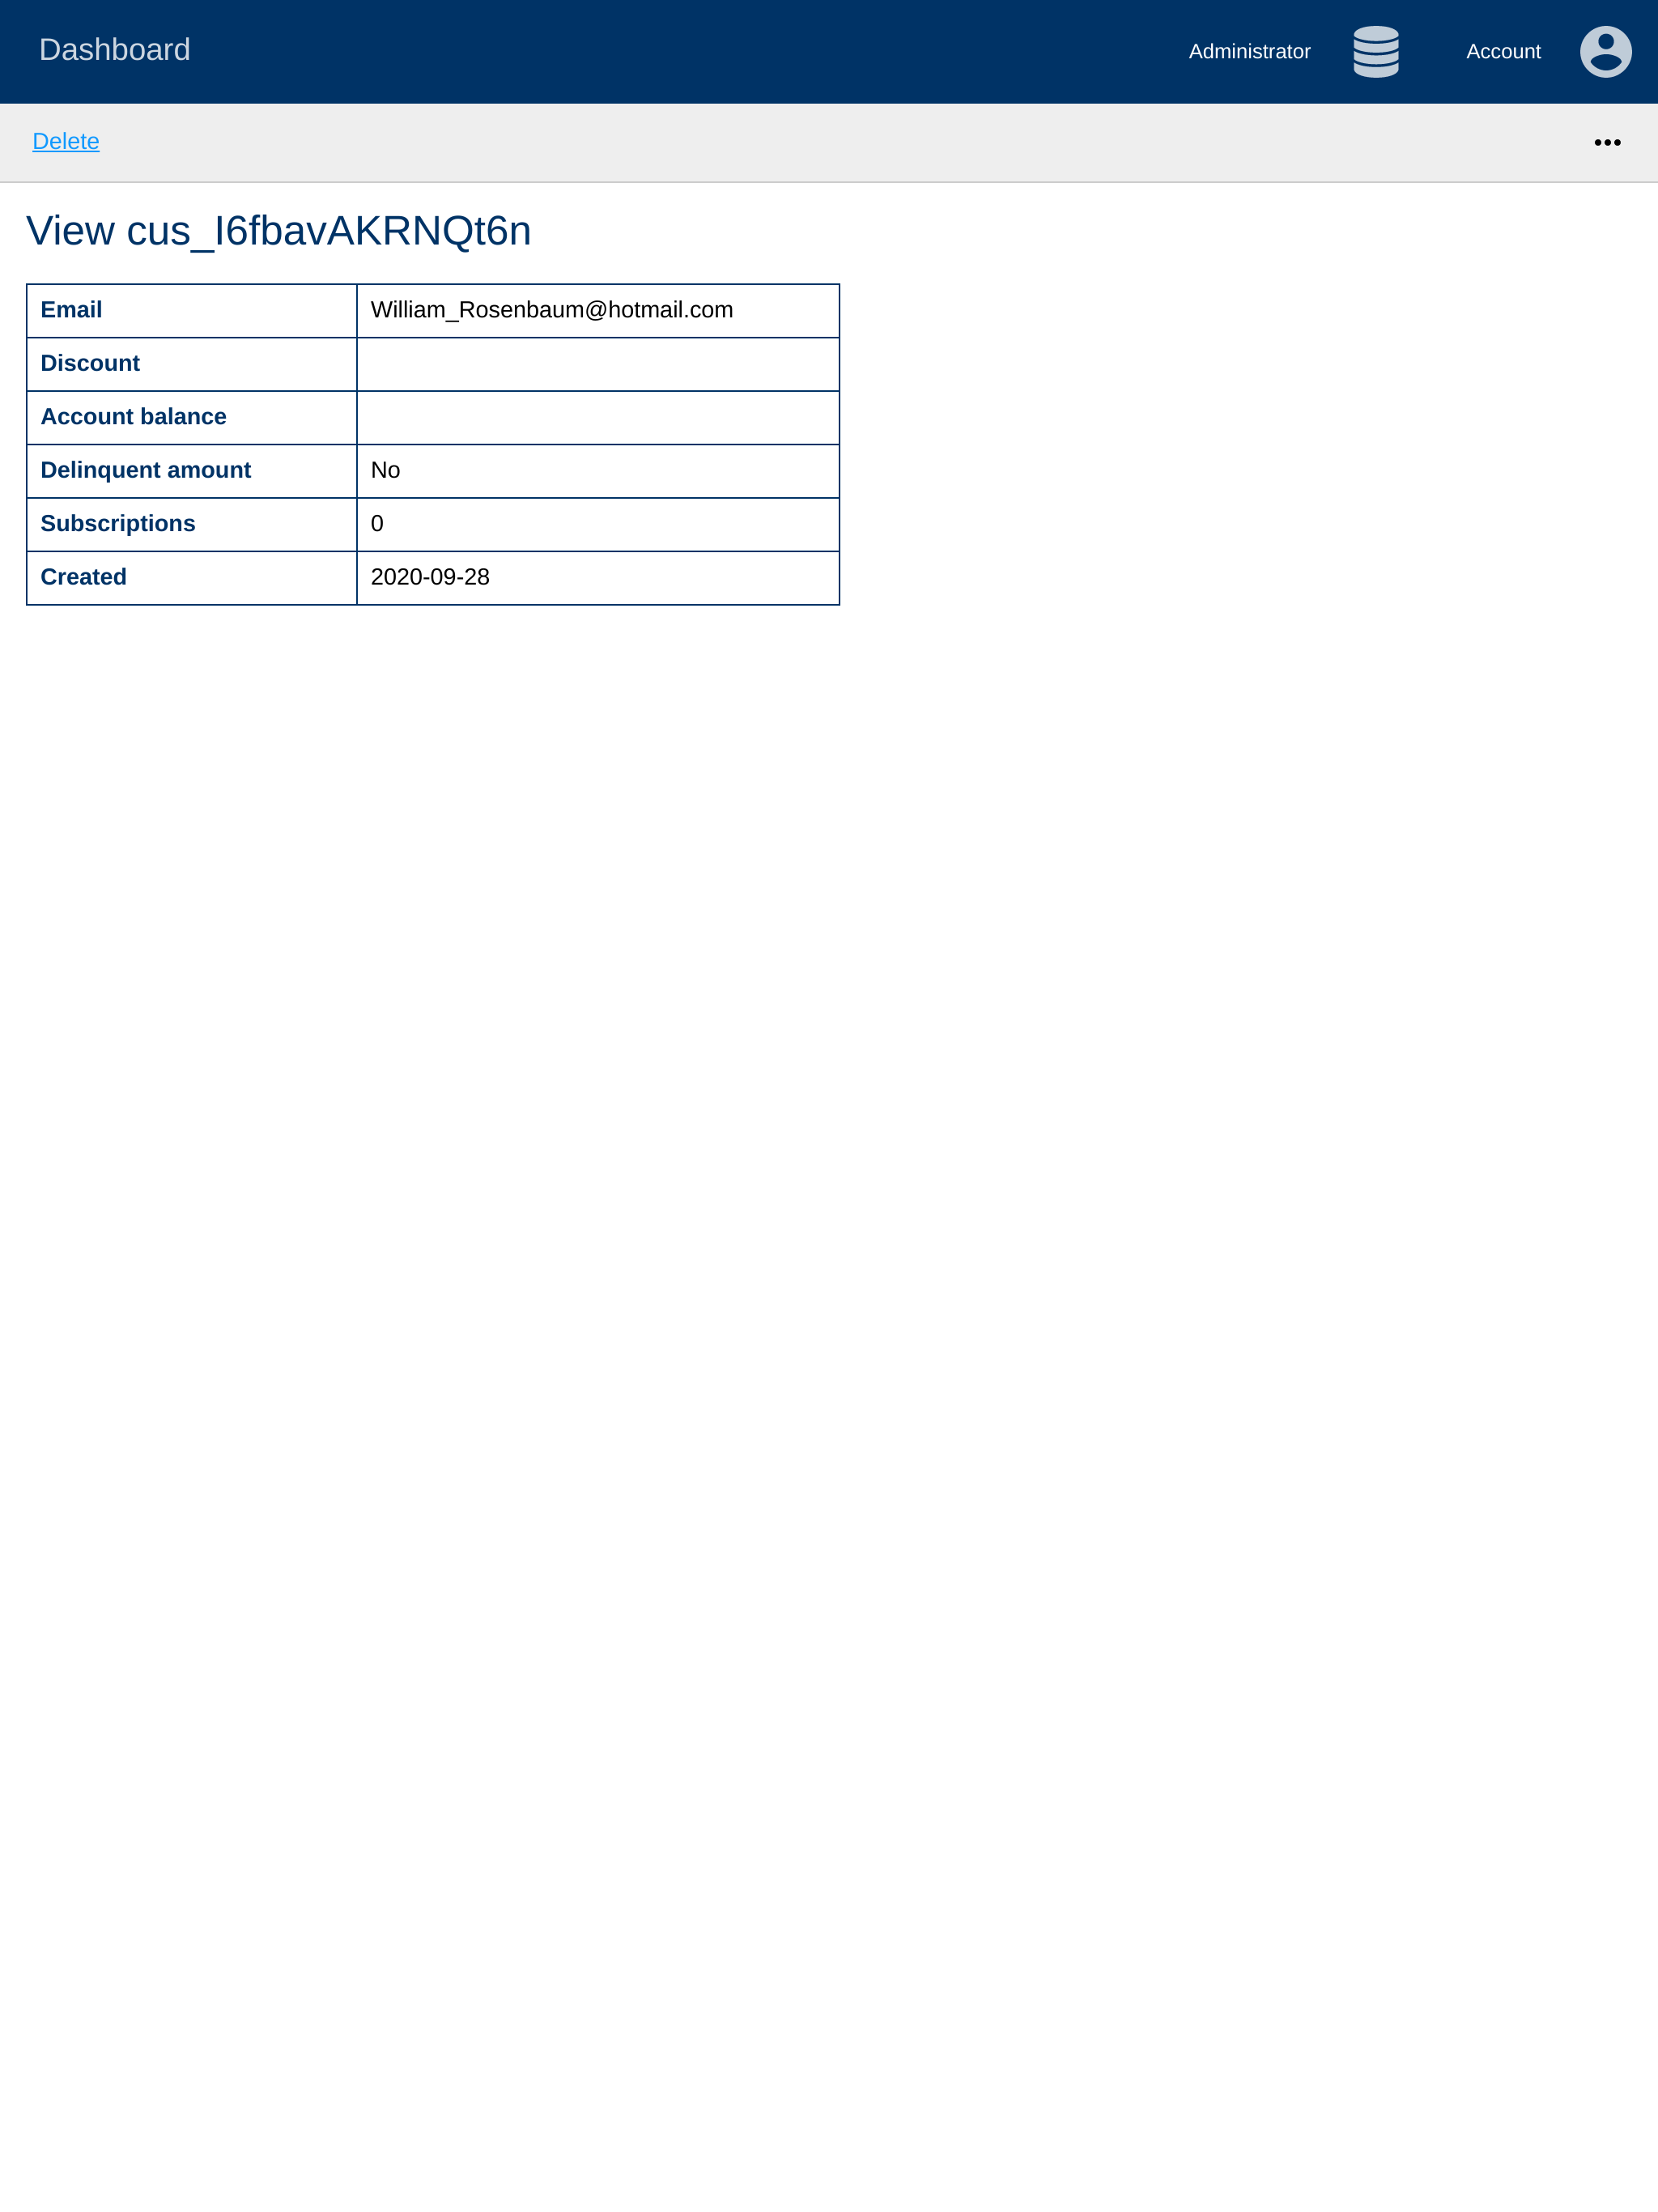 Dashboard
Administrator
Account
Delete
View cus_I6fbavAKRNQt6n
Email William_Rosenbaum@hotmail.com
Discount
Account balance
Delinquent amount No
Subscriptions 0
Created 2020-09-28